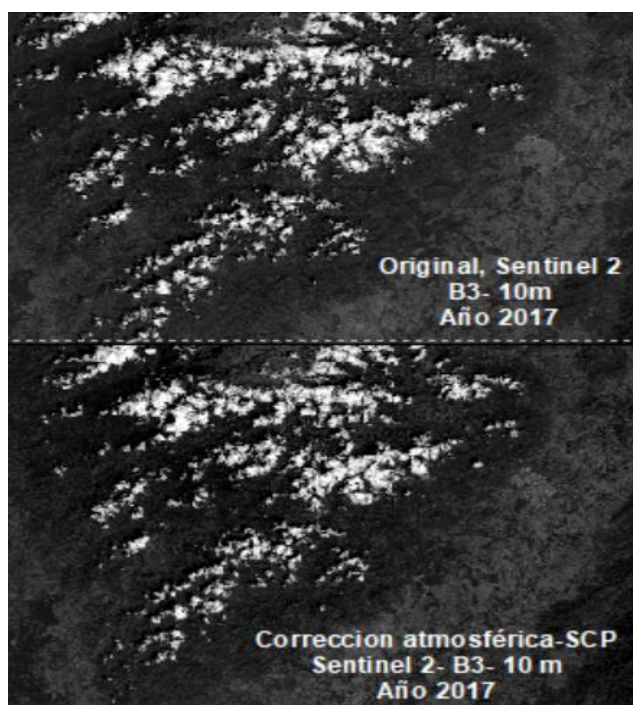 Original, Sentinel 2
B3- 10m
Año 2017
Correccion atmosférica-SCP
Sentinel 2- B3- 10 m
Año 2017